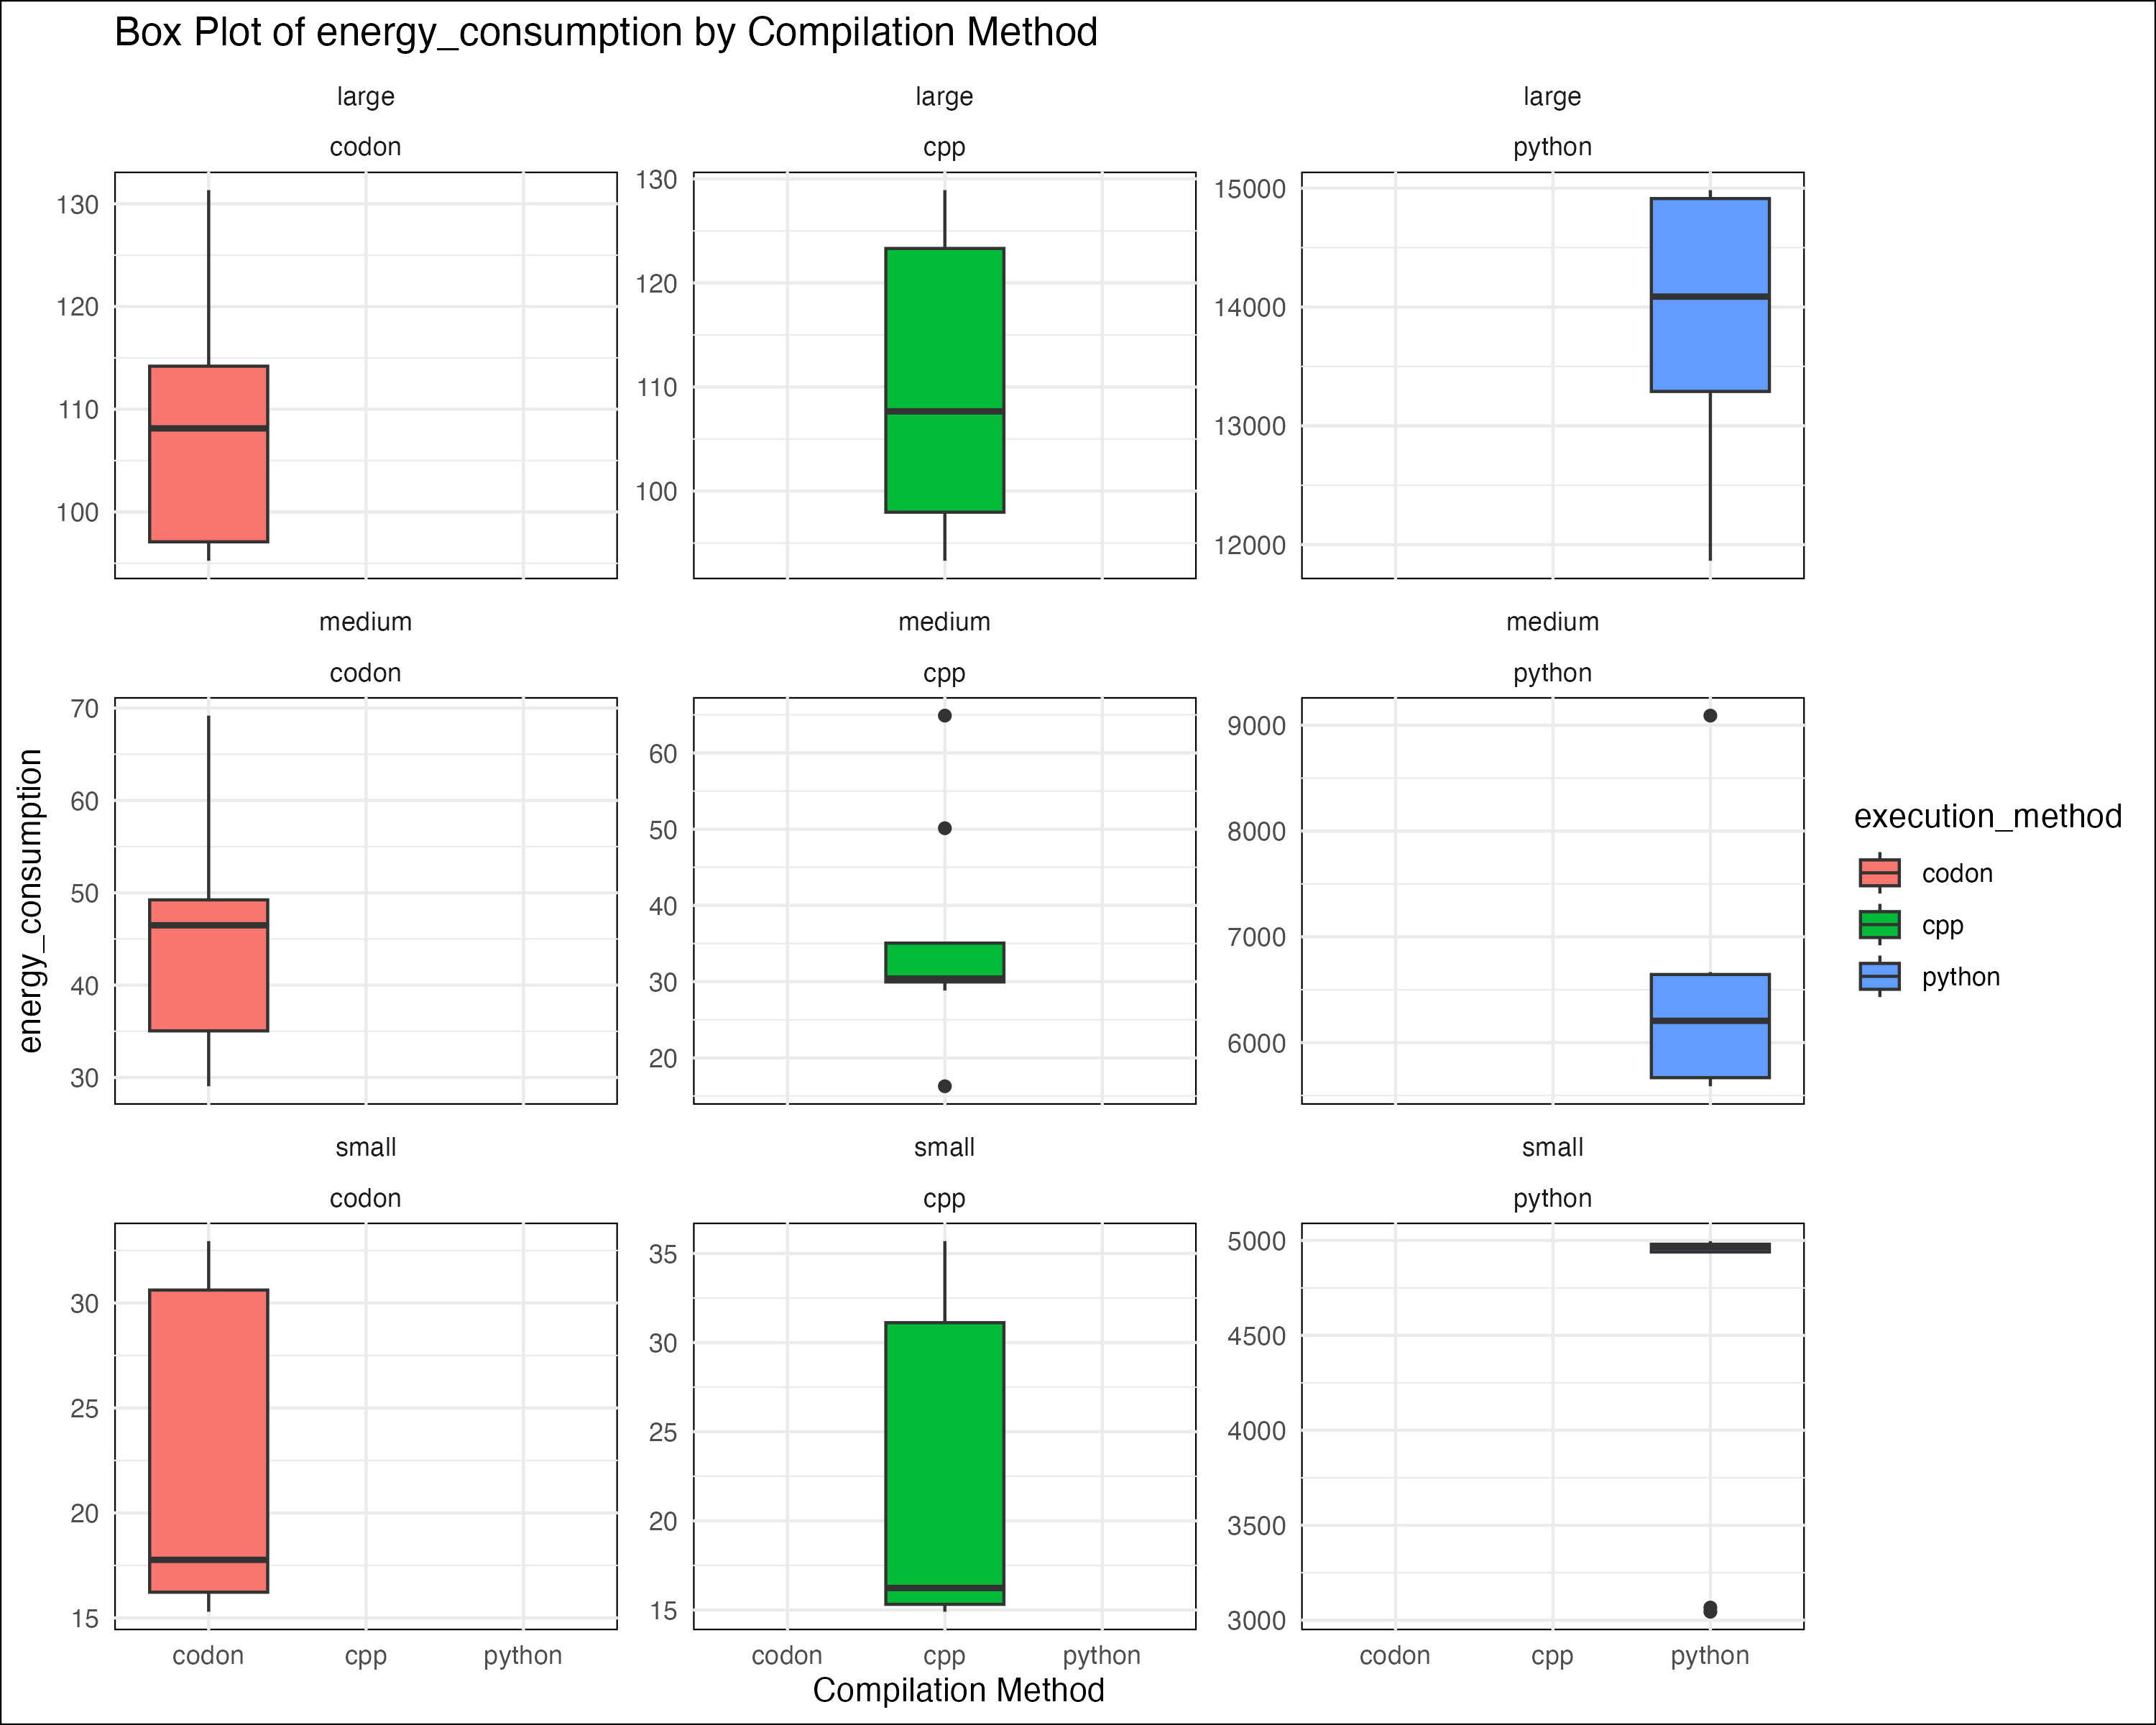 Box Plot of energy_consumption by Compilation Method
large
large
large
codon
cpp
python
130
120
110
100
130
120
110
100
15000
14000
13000
12000
medium
medium
medium
codon
cpp
python
70
60
50
40
30
60
50
40
30
20
9000
8000
7000
6000
small
small
small
codon
cpp
python
30
25
20
15
35
30
25
20
15
5000
4500
4000
3500
3000
codon cpp python
codon cpp python
codon cpp python
Compilation Method
energy_consumption
execution_method
codon
cpp
python